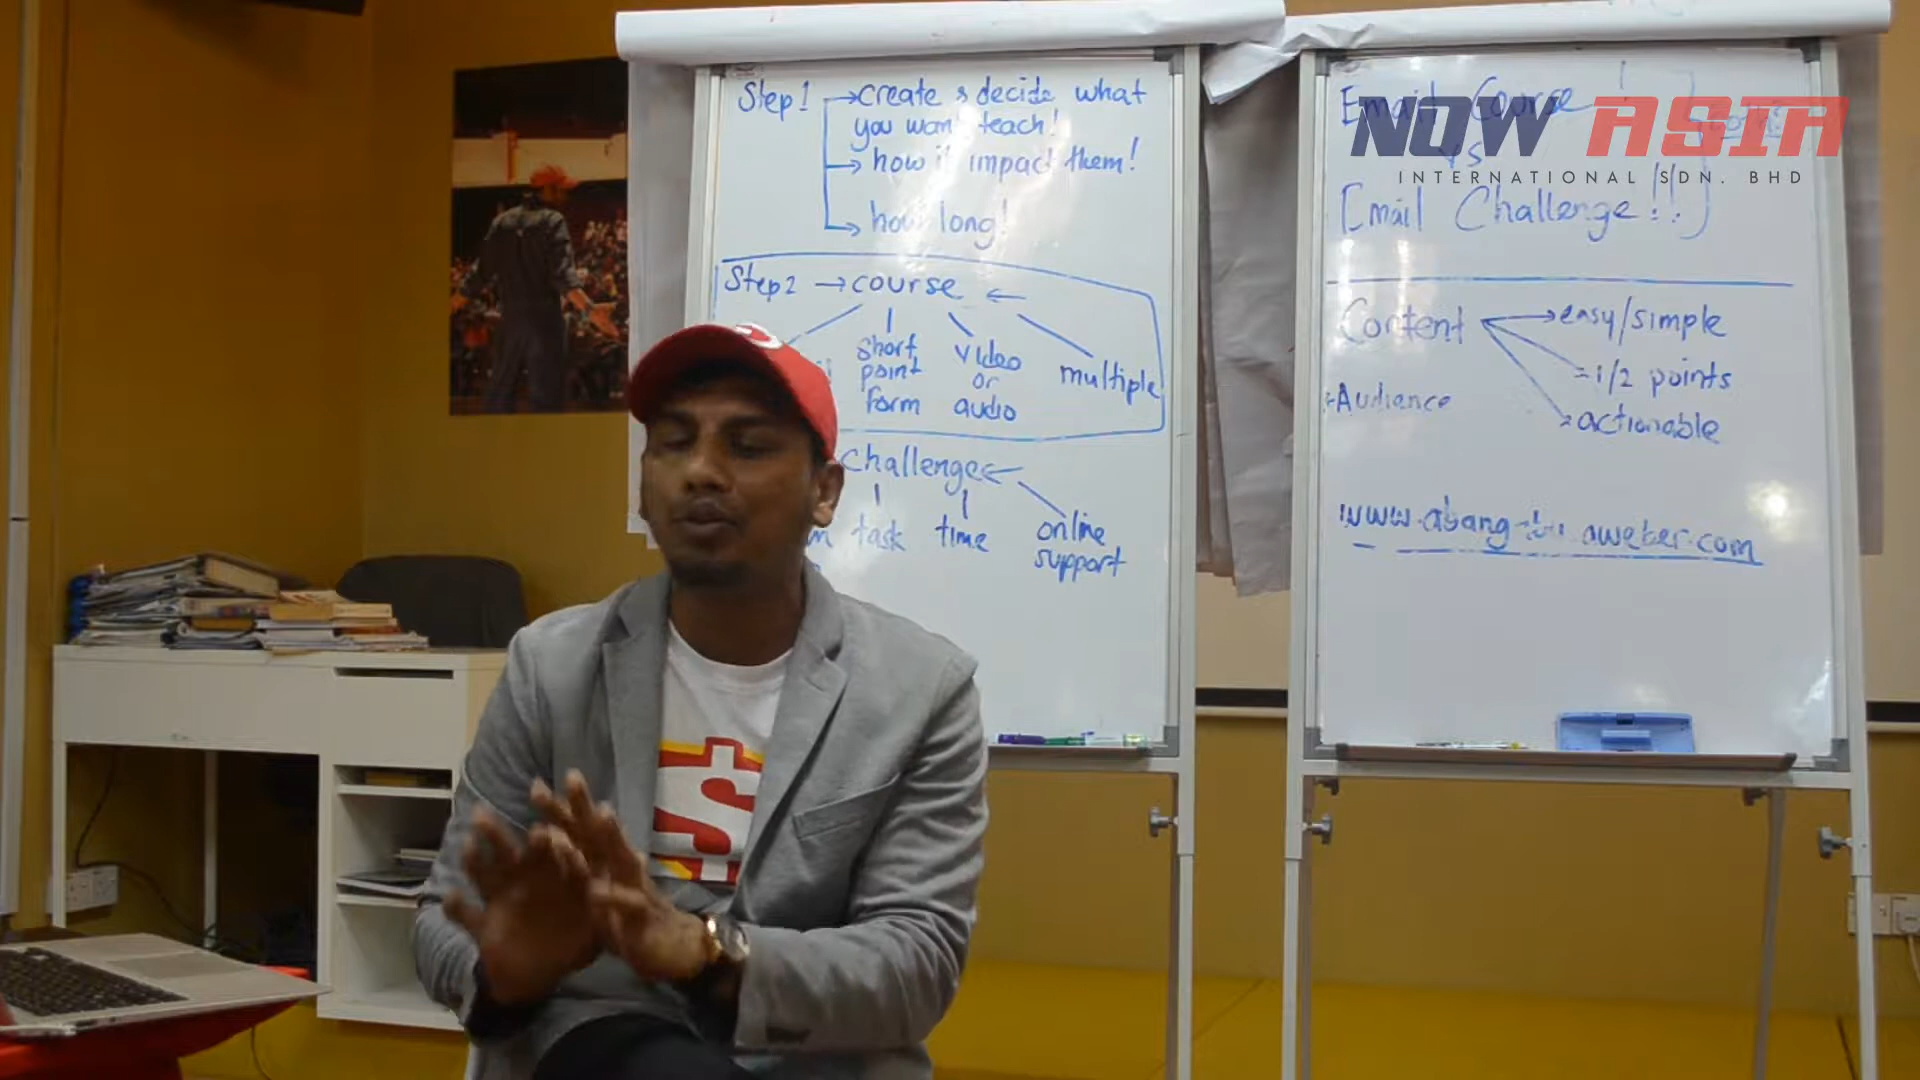 Step 1 → create & decide what
you want teach!
→ how it impact them!
→ how long!
Step 2 → course ←
short
point
form
video
or
audio
multiple
Challenge ←
task
time
online
support
Email Course !
vs
Email Challenge!!
NOW ASIA
INTERNATIONAL SDN. BHD
Content → easy/simple
1/2 points
→ actionable
Audience
www.abang
aweber.com
$